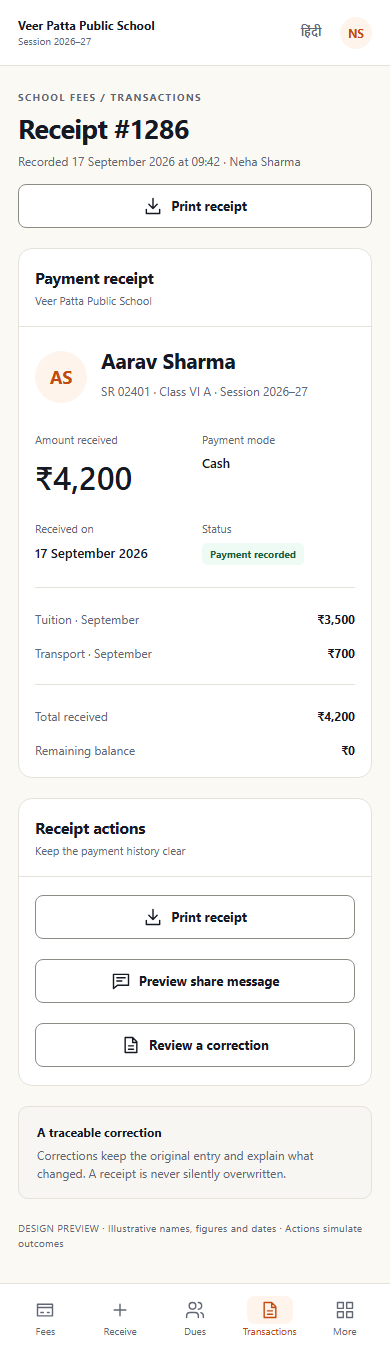 Veer Patta Public School
Session 2026–27
हिंदी
NS
SCHOOL FEES / TRANSACTIONS
Receipt #1286
Recorded 17 September 2026 at 09:42 · Neha Sharma
Print receipt
Payment receipt
Veer Patta Public School
AS
Aarav Sharma
SR 02401 · Class VI A · Session 2026–27
Amount received
₹4,200
Payment mode
Cash
Received on
17 September 2026
Status
Payment recorded
Tuition · September ₹3,500
Transport · September ₹700
Total received ₹4,200
Remaining balance ₹0
Receipt actions
Keep the payment history clear
Print receipt
Preview share message
Review a correction
A traceable correction
Corrections keep the original entry and explain what
changed. A receipt is never silently overwritten.
DESIGN PREVIEW · Illustrative names, figures and dates · Actions simulate
outcomes
Fees Receive Dues Transactions More